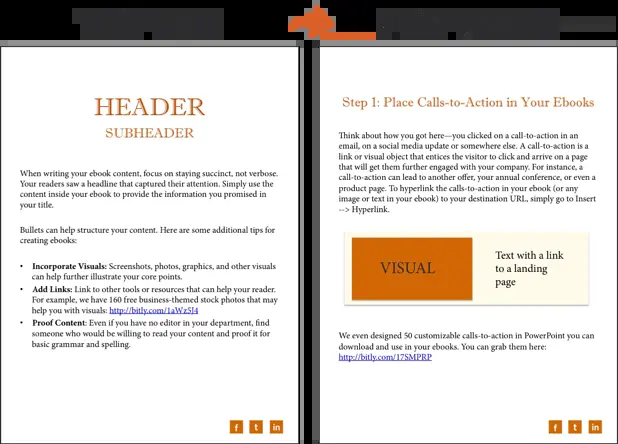 HEADER
SUBHEADER
When writing your ebook content, focus on staying succinct, not verbose.
Your readers saw a headline that captured their attention. Simply use the
content inside your ebook to provide the information you promised in
your title.
Bullets can help structure your content. Here are some additional tips for
creating ebooks:
• Incorporate Visuals: Screenshots, photos, graphics, and other visuals
can help further illustrate your core points.
• Add Links: Link to other tools or resources that can help your reader.
For example, we have 160 free business-themed stock photos that may
help you with visuals: http://bitly.com/1aWz5J4
• Proof Content: Even if you have no editor in your department, find
someone who would be willing to read your content and proof it for
basic grammar and spelling.
f t in
Step 1: Place Calls-to-Action in Your Ebooks
Think about how you got here—you clicked on a call-to-action in an
email, on a social media update or somewhere else. A call-to-action is a
link or visual object that entices the visitor to click and arrive on a page
that will get them further engaged with your company. For instance, a
call-to-action can lead to another offer, your annual conference, or even a
product page. To hyperlink the calls-to-action in your ebook (or any
image or text in your ebook) to your destination URL, simply go to Insert
--> Hyperlink.
VISUAL
Text with a link
to a landing
page
We even designed 50 customizable calls-to-action in PowerPoint you can
download and use in your ebooks. You can grab them here:
http://bitly.com/17SMPRP
f t in